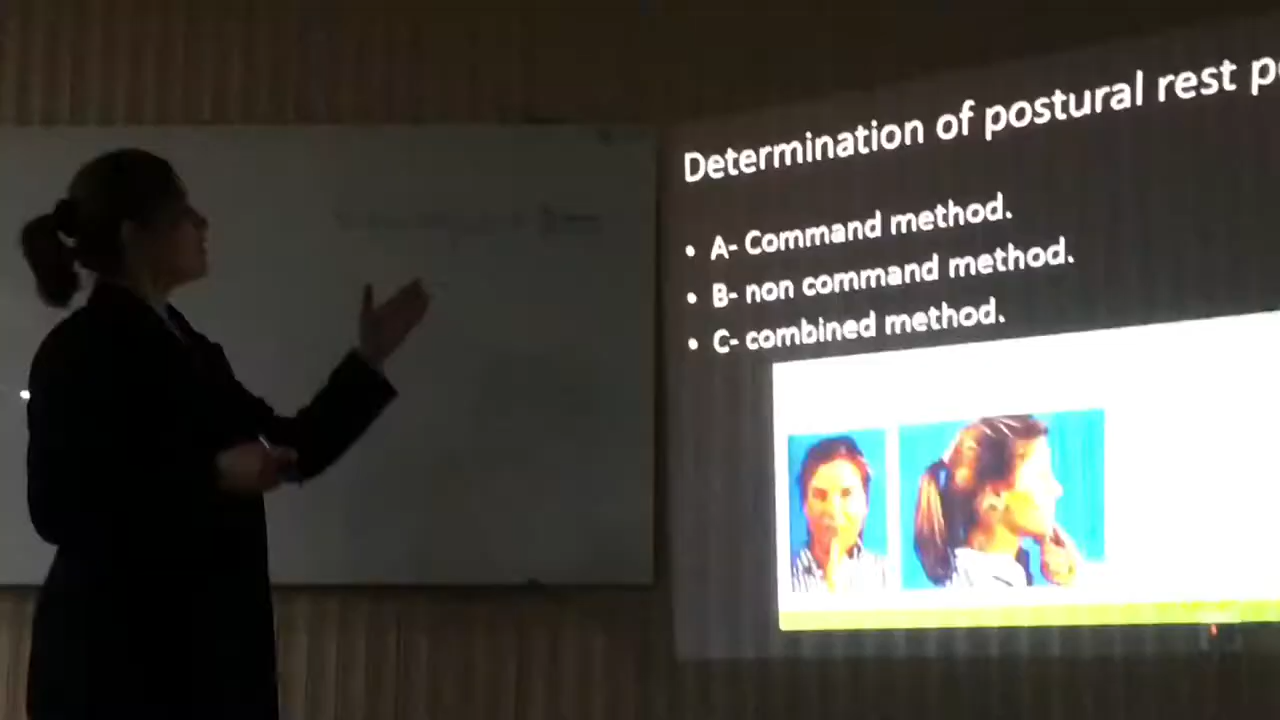 Determination of postural rest
• A- Command method.
• B- non command method.
• C- combined method.